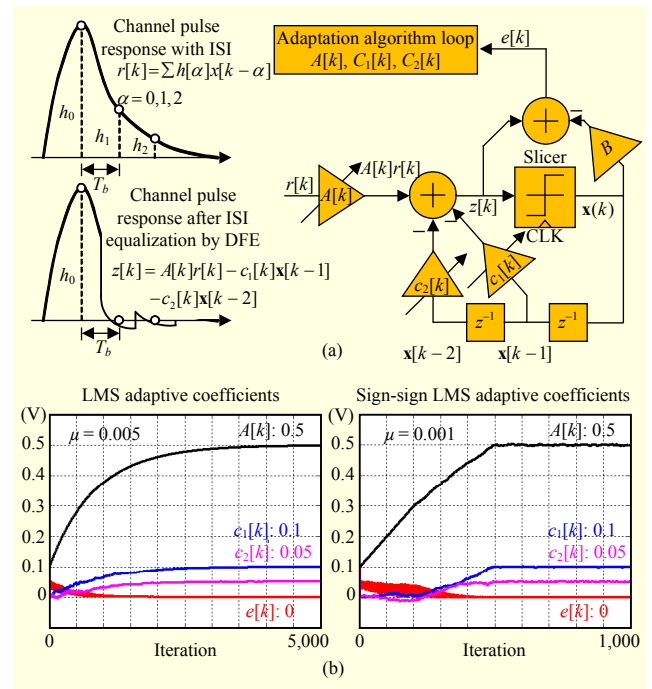 Channel pulse
response with ISI
r[k]=∑h[α]x[k−α]
α=0,1,2
h₀
h₁
h₂
T_b
Channel pulse
response after ISI
equalization by DFE
z[k]=A[k]r[k]−c₁[k]x[k−1]
−c₂[k]x[k−2]
h₀
T_b
Adaptation algorithm loop
A[k], C₁[k], C₂[k]
e[k]
+
−
B
Slicer
r[k]
A[k]
A[k]r[k]
+
z[k]
x(k)
CLK
−
−
c₂[k]
c₁[k]
z⁻¹
z⁻¹
x[k−2]
x[k−1]
(a)
LMS adaptive coefficients
(V)
μ = 0.005
A[k]: 0.5
0.5
0.4
0.3
0.2
c₁[k]: 0.1
0.1
c₂[k]: 0.05
0
e[k]: 0
0
5,000
Iteration
Sign-sign LMS adaptive coefficients
(V)
μ = 0.001
A[k]: 0.5
0.5
0.4
0.3
0.2
c₁[k]: 0.1
0.1
c₂[k]: 0.05
0
e[k]: 0
0
1,000
Iteration
(b)